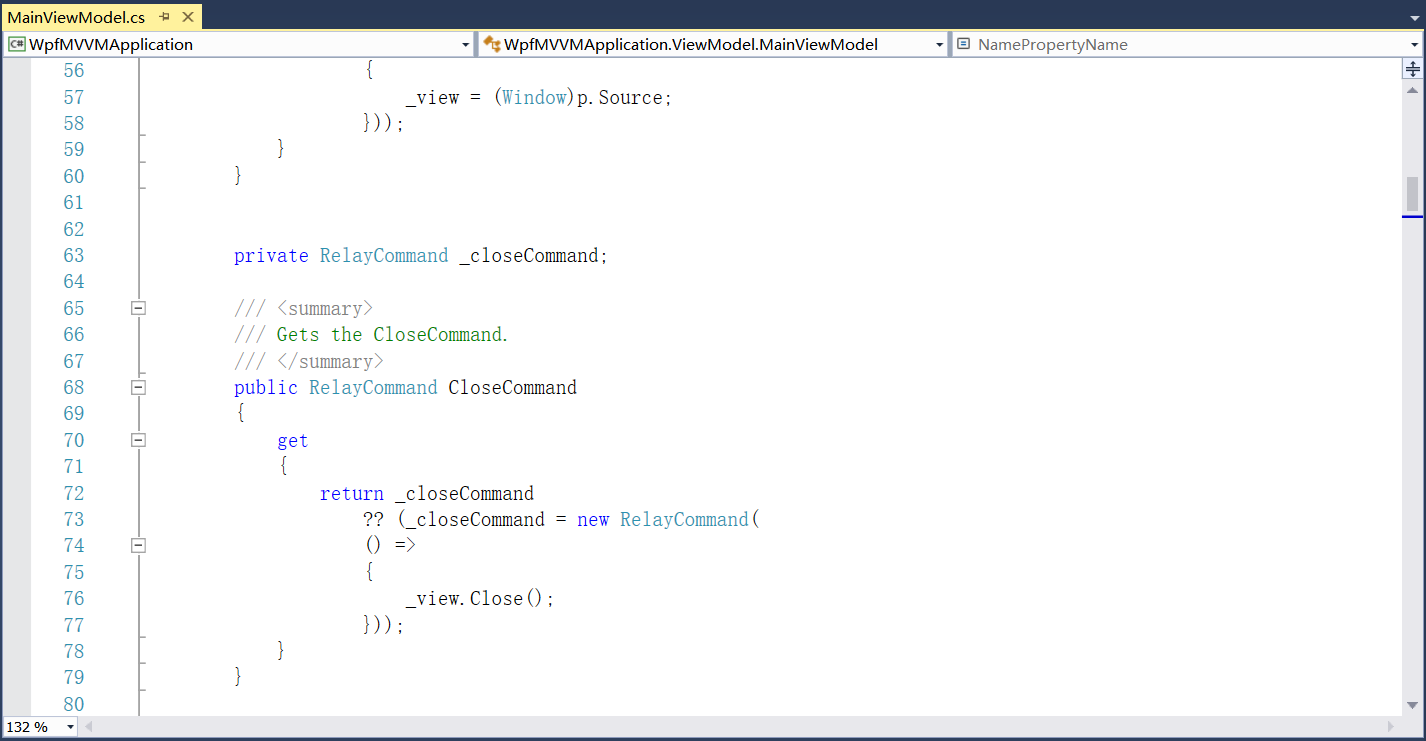 MainViewModel.cs
C# WpfMVVMApplication WpfMVVMApplication.ViewModel.MainViewModel NamePropertyName
56 {
57 _view = (Window)p.Source;
58 }));
59 }
60 }
61
62
63 private RelayCommand _closeCommand;
64
65 /// <summary>
66 /// Gets the CloseCommand.
67 /// </summary>
68 public RelayCommand CloseCommand
69 {
70 get
71 {
72 return _closeCommand
73 ?? (_closeCommand = new RelayCommand(
74 () =>
75 {
76 _view.Close();
77 }));
78 }
79 }
80
132 %